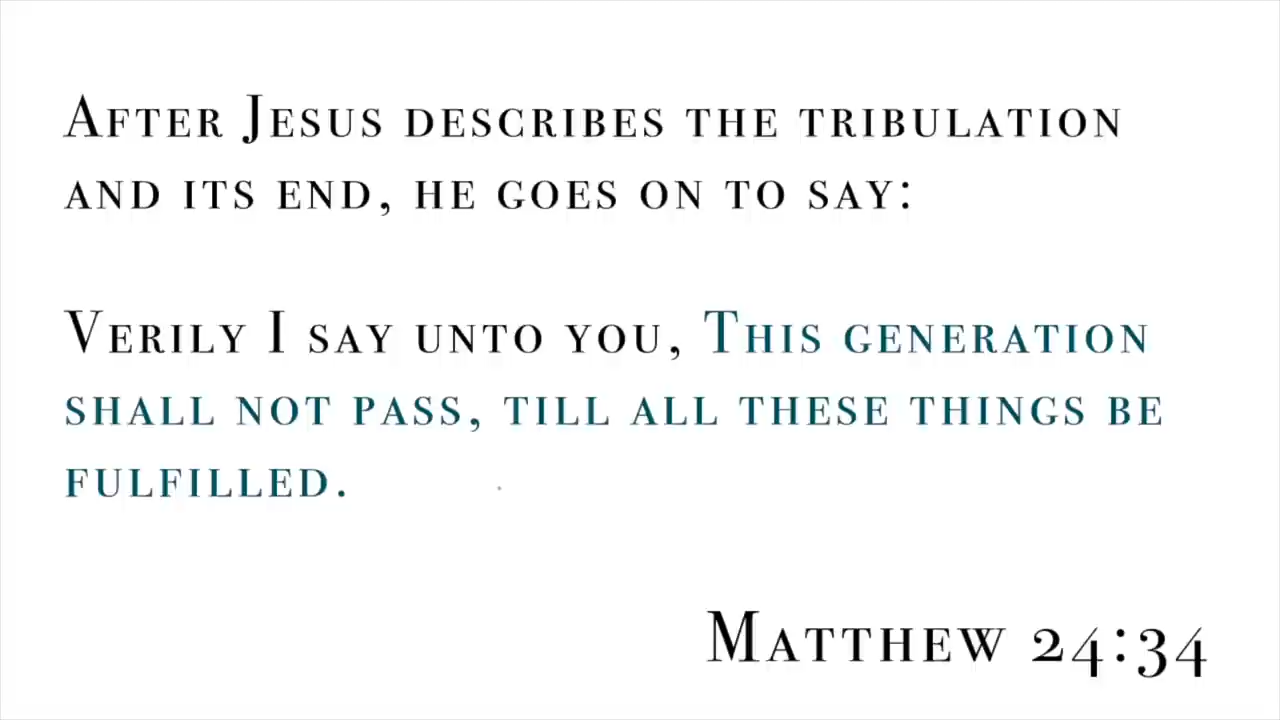 After Jesus describes the tribulation
and its end, he goes on to say:
Verily I say unto you, This generation
shall not pass, till all these things be
fulfilled.
Matthew 24:34